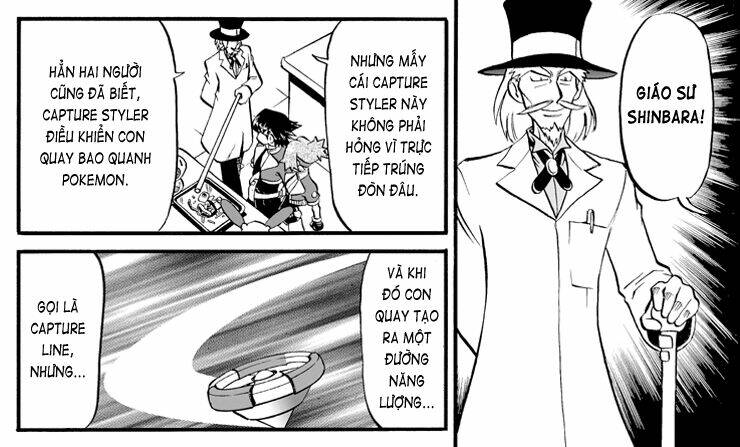 GIÁO SƯ
SHINBARA!
NHƯNG MẤY
CÁI CAPTURE
STYLER NÀY
KHÔNG PHẢI
HỎNG VÌ TRỰC
TIẾP TRÚNG
ĐÒN ĐÂU.
HẲN HAI NGƯỜI
CŨNG ĐÃ BIẾT,
CAPTURE STYLER
ĐIỀU KHIỂN CON
QUAY BAO QUANH
POKEMON.
VÀ KHI
ĐÓ CON
QUAY TẠO
RA MỘT
ĐƯỜNG
NĂNG
LƯỢNG...
GỌI LÀ
CAPTURE
LINE,
NHƯNG...